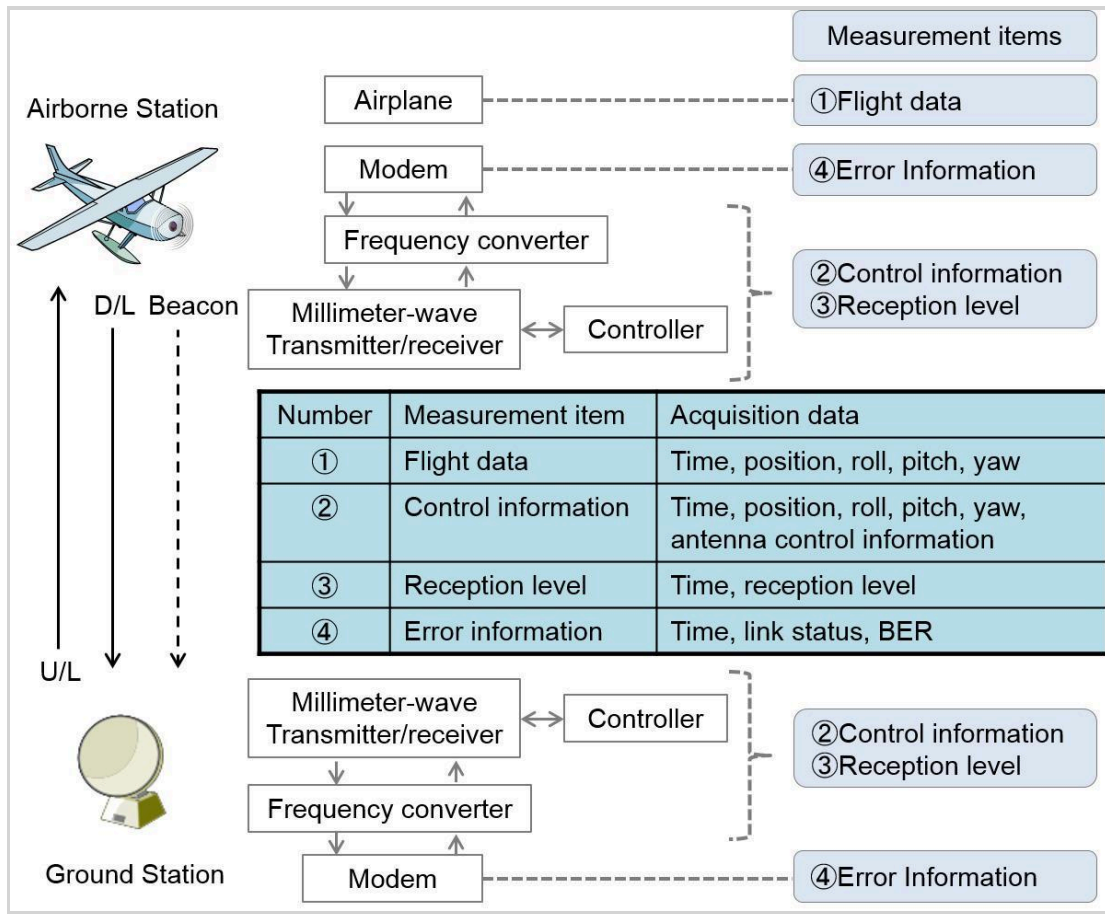 Measurement items
Airborne Station
Airplane
①Flight data
Modem
④Error Information
Frequency converter
②Control information
③Reception level
D/L Beacon
Millimeter-wave
Transmitter/receiver
Controller
Number Measurement item Acquisition data
① Flight data Time, position, roll, pitch, yaw
② Control information Time, position, roll, pitch, yaw,
antenna control information
③ Reception level Time, reception level
④ Error information Time, link status, BER
U/L
Millimeter-wave
Transmitter/receiver
Controller
②Control information
③Reception level
Frequency converter
Ground Station
Modem
④Error Information